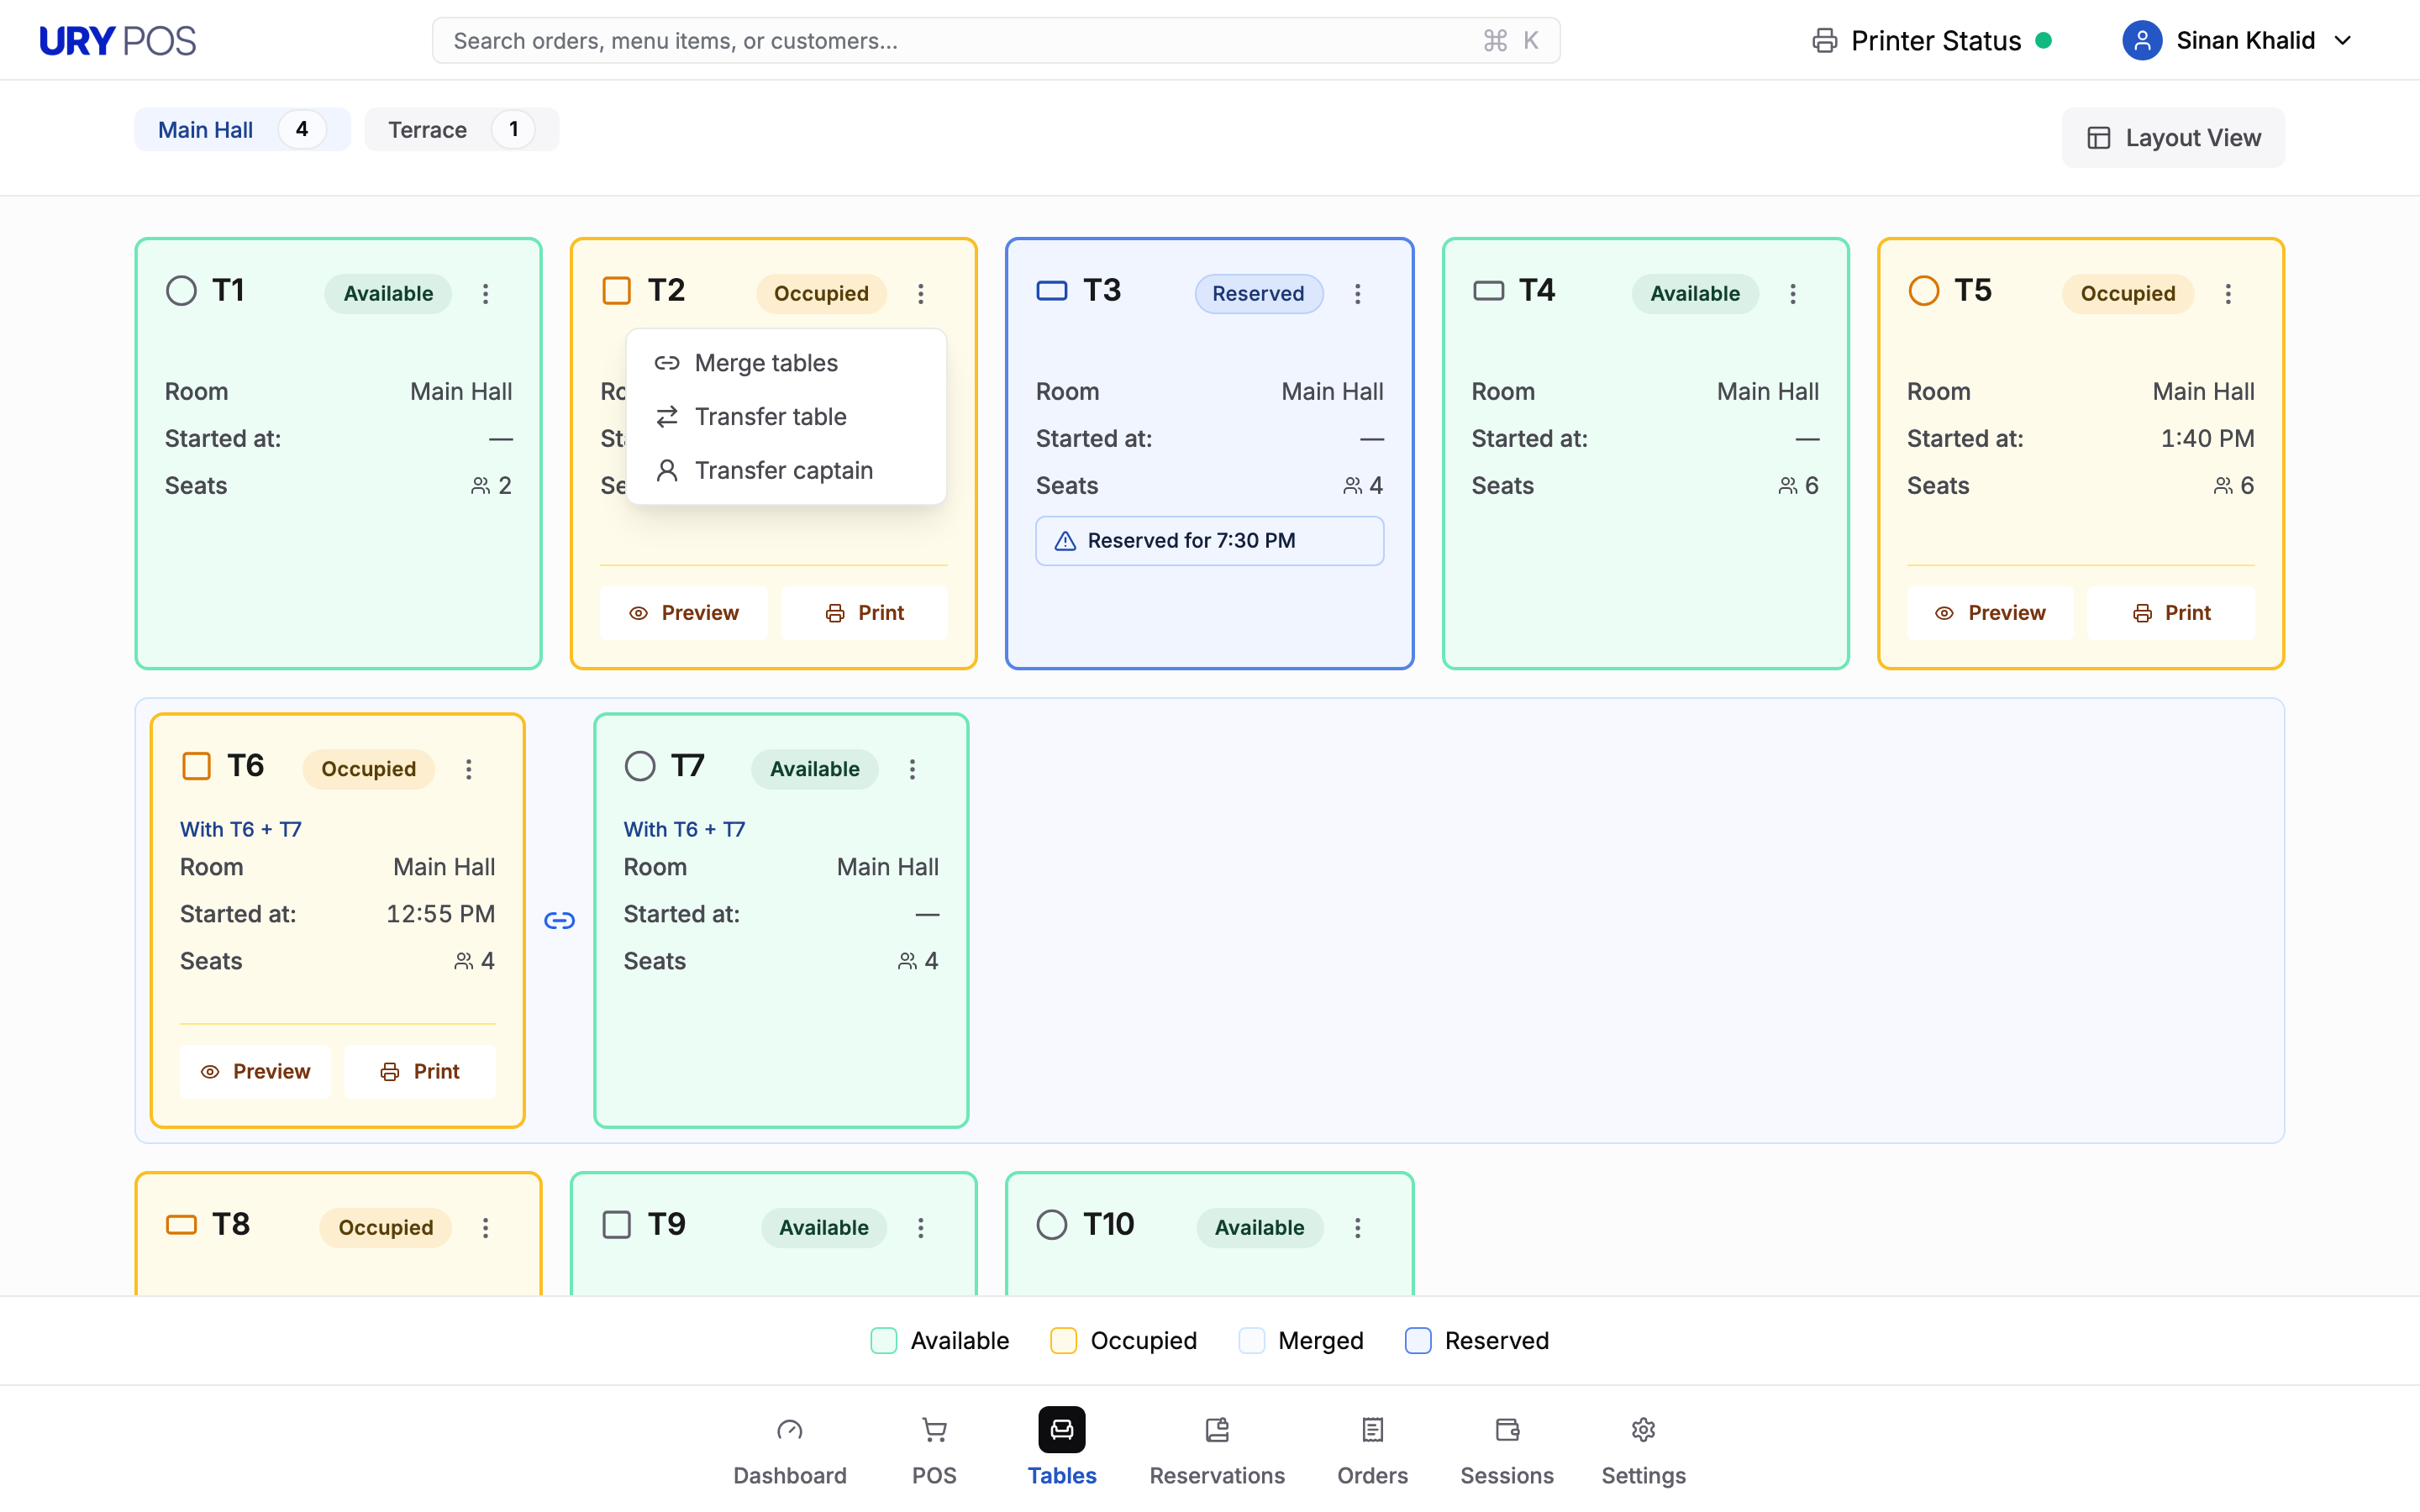 URY POS
Search orders, menu items, or customers...
⌘ K
Printer Status
Sinan Khalid
Main Hall 4
Terrace 1
Layout View
T1 Available
Room Main Hall
Started at: —
Seats 2
T2 Occupied
Merge tables
Transfer table
Transfer captain
Preview
Print
T3 Reserved
Room Main Hall
Started at: —
Seats 4
Reserved for 7:30 PM
T4 Available
Room Main Hall
Started at: —
Seats 6
T5 Occupied
Room Main Hall
Started at: 1:40 PM
Seats 6
Preview
Print
T6 Occupied
With T6 + T7
Room Main Hall
Started at: 12:55 PM
Seats 4
Preview
Print
T7 Available
With T6 + T7
Room Main Hall
Started at: —
Seats 4
T8 Occupied
T9 Available
T10 Available
Available
Occupied
Merged
Reserved
Dashboard
POS
Tables
Reservations
Orders
Sessions
Settings